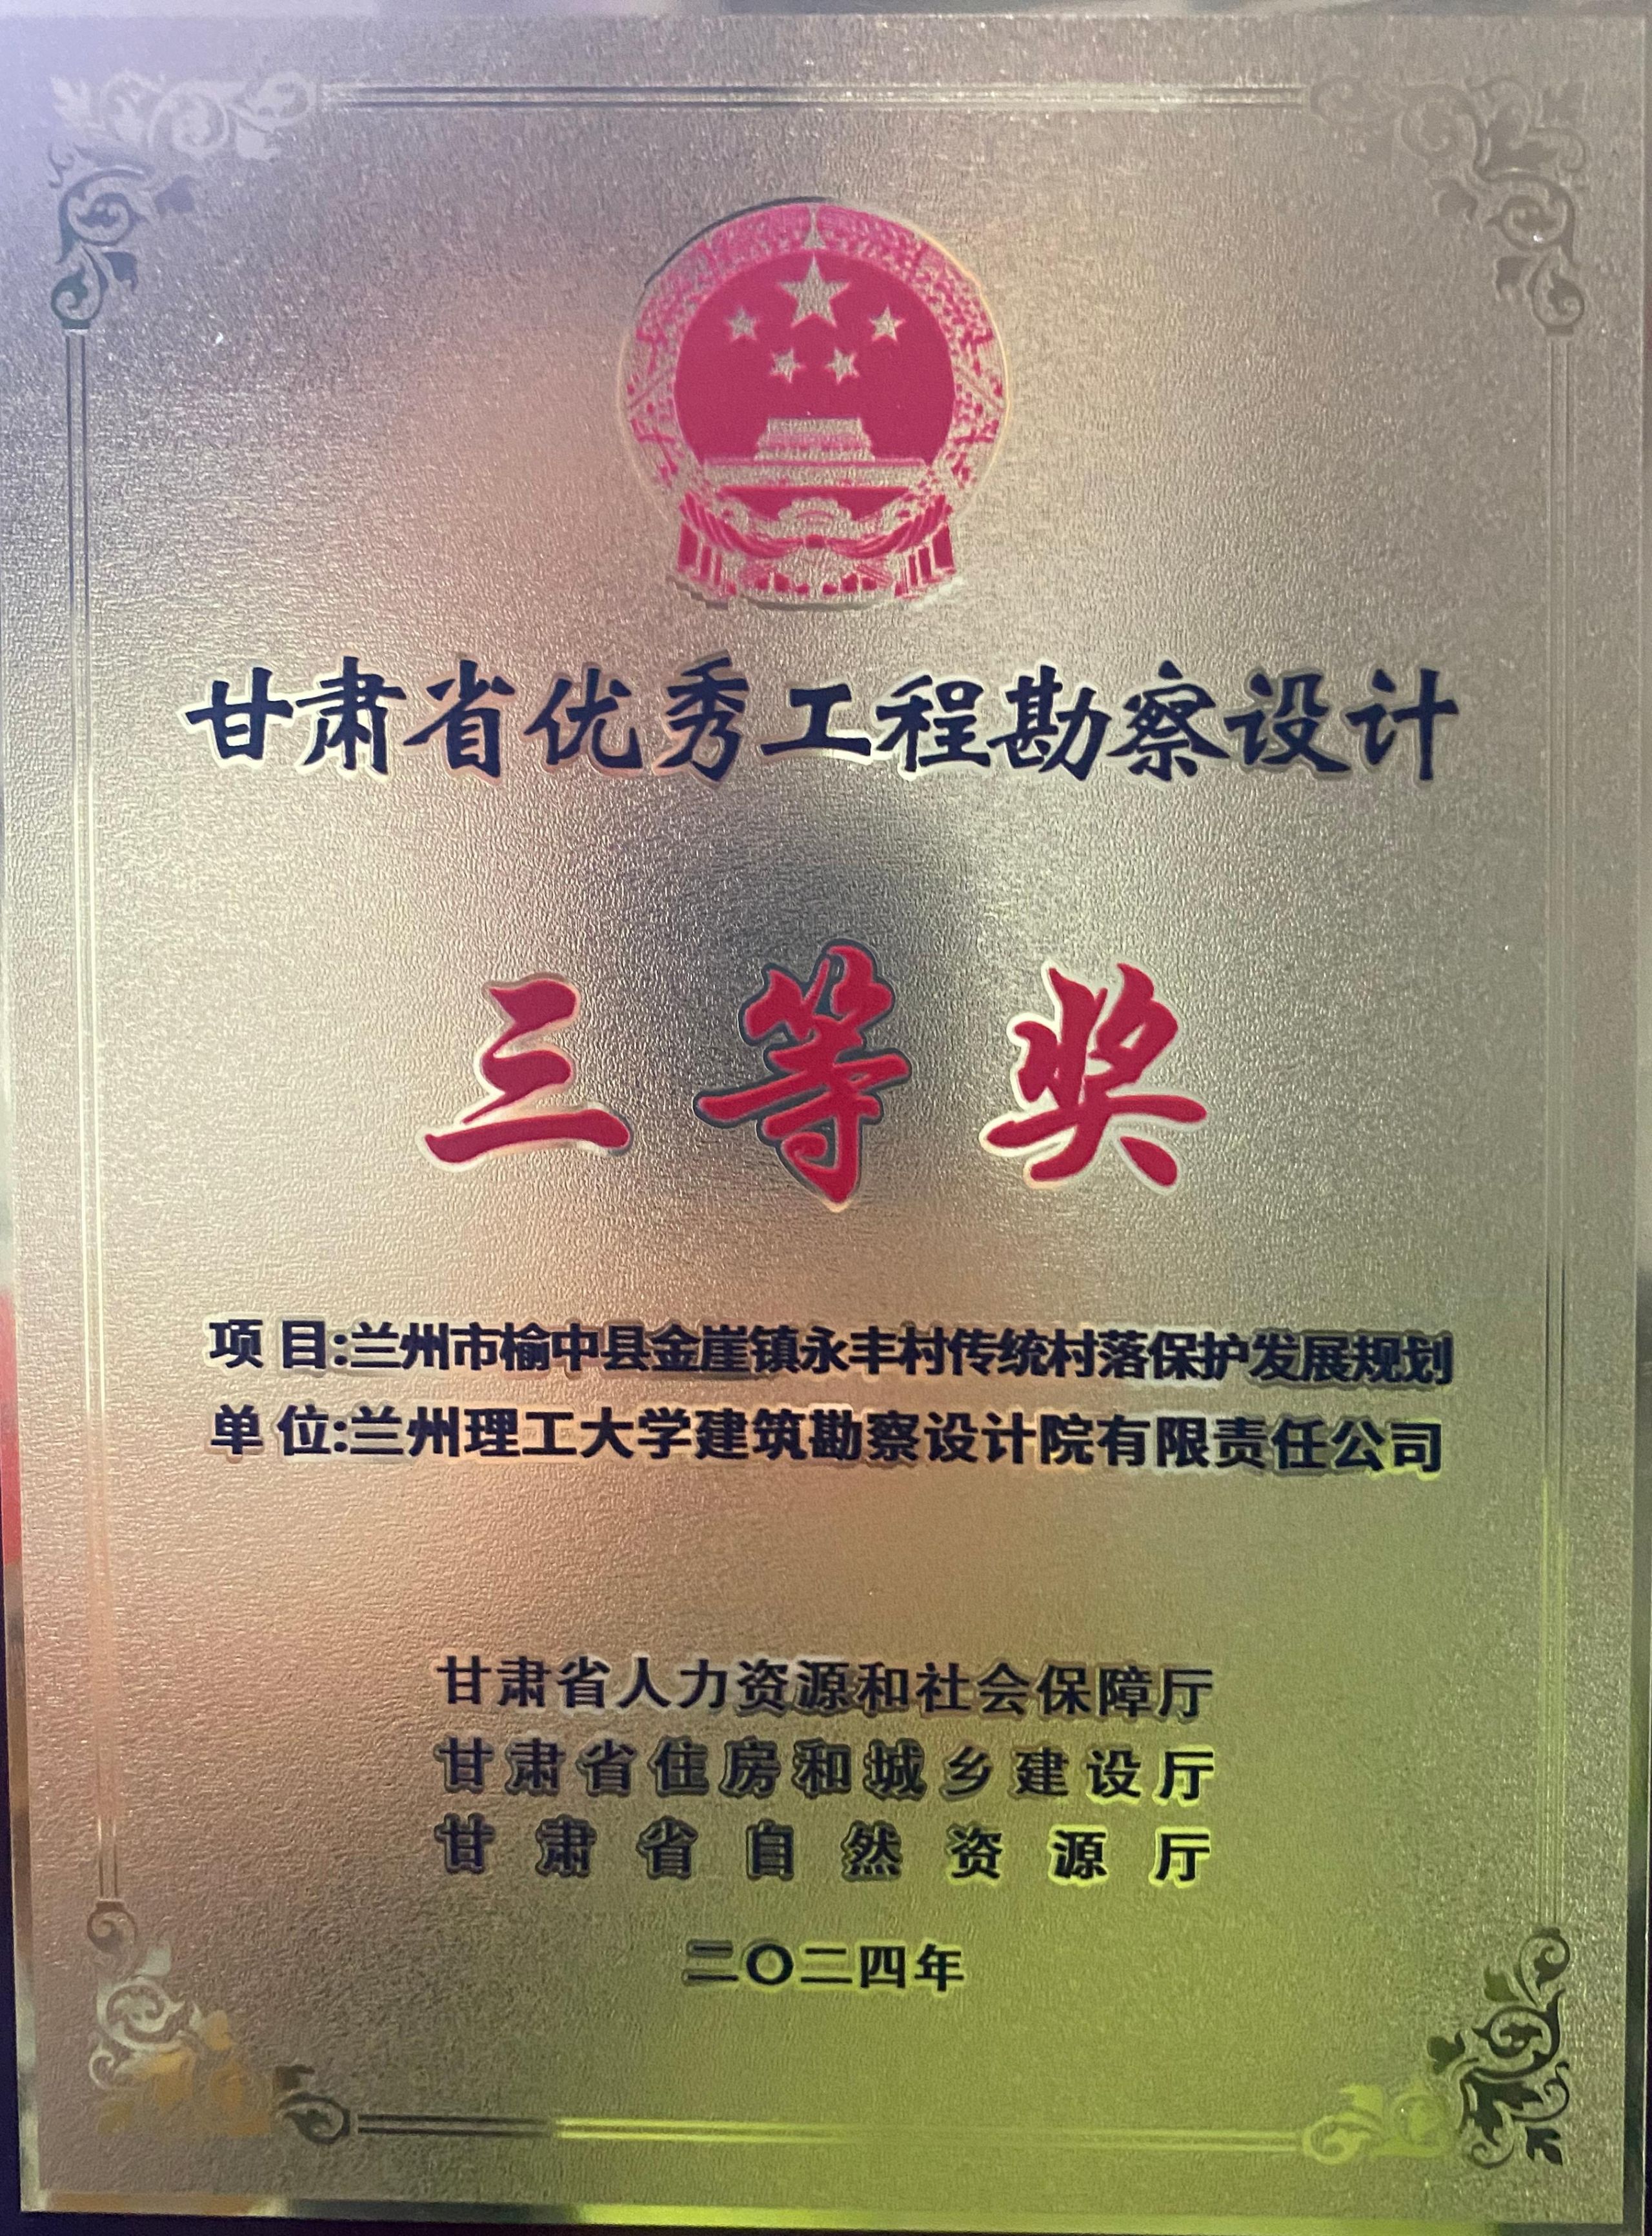 甘肃省优秀工程勘察设计
三等奖
项目:兰州市榆中县金崖镇永丰村传统村落保护发展规划
单位:兰州理工大学建筑勘察设计院有限责任公司
甘肃省人力资源和社会保障厅
甘肃省住房和城乡建设厅
甘肃省自然资源厅
二〇二四年